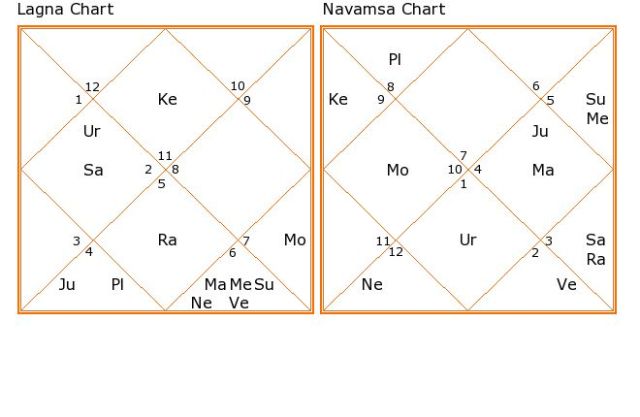 Lagna Chart
12
1
Ke
10
9
Ur
Sa
11
2 8
5
3
4
Ra
7
6
Mo
Ju Pl
Ma Me Su
Ne Ve
Navamsa Chart
Pl
8
Ke 9
6
5 Su
Me
Ju
Mo
7
10 4
1
Ma
11
12
Ur
3
2
Sa
Ra
Ne
Ve